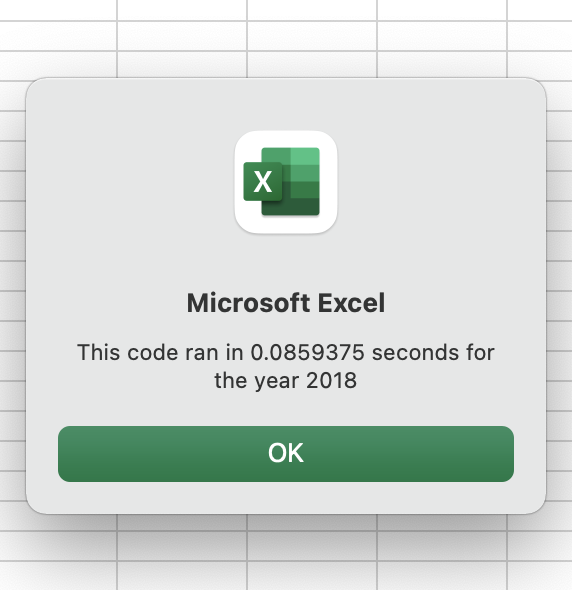 X
Microsoft Excel
This code ran in 0.0859375 seconds for
the year 2018
OK